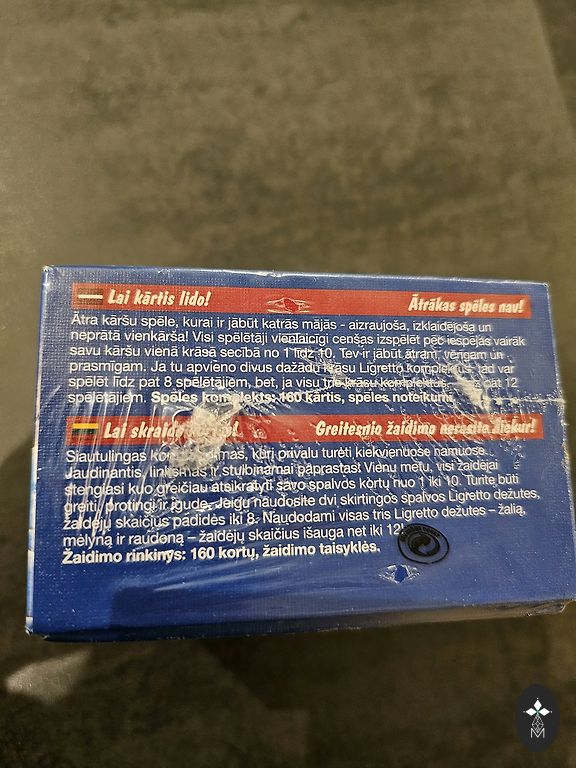 Lai kārtis lido! Ātrākas spēles nav!
Ātra kāršu spēle, kurai ir jābūt katrās mājās - aizraujoša, izklaidējoša un
neprātā vienkārša! Visi spēlētāji vienlaicīgi cenšas izspēlēt pēc iespējas vairāk
savu kāršu vienā krāsā secībā no 1 līdz 10. Tev ir jābūt ātram, vērīgam un
prasmīgam. Ja tu apvieno divus dažādu krāsu Ligretto komplektus, tad var
spēlēt līdz pat 8 spēlētājiem, bet, ja visu trīs krāsu komplektus pat 12
spēlētājiem. Spēles komplekts: 160 kārtis, spēles noteikumi.
Lai skraido Greitesnio žaidimo nerasite niekur!
Siautulingas žaidimas, kurį privalu turėti kiekvienuose namuose.
Jaudinantis, linksmas ir stulbinamai paprastas! Vienu metu, visi žaidėjai
stengiasi kuo greičiau atsikratyti savo spalvos kortų nuo 1 iki 10. Turite būti
greiti, protingi ir įgudę. Jeigu naudosite dvi skirtingos spalvos Ligretto dėžutes,
žaidėjų skaičius padidės iki 8. Naudodami visas tris Ligretto dėžutes – žalią,
mėlyną ir raudoną – žaidėjų skaičius išauga net iki 12!
Žaidimo rinkinys: 160 kortų, žaidimo taisyklės.
M